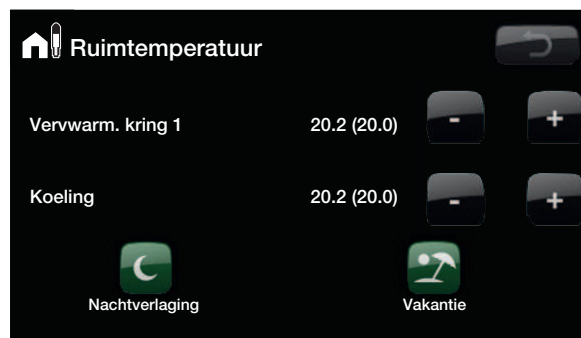 Ruimtemperatuur
Vervwarm. kring 1 20.2 (20.0) - +
Koeling 20.2 (20.0) - +
Nachtverlaging Vakantie